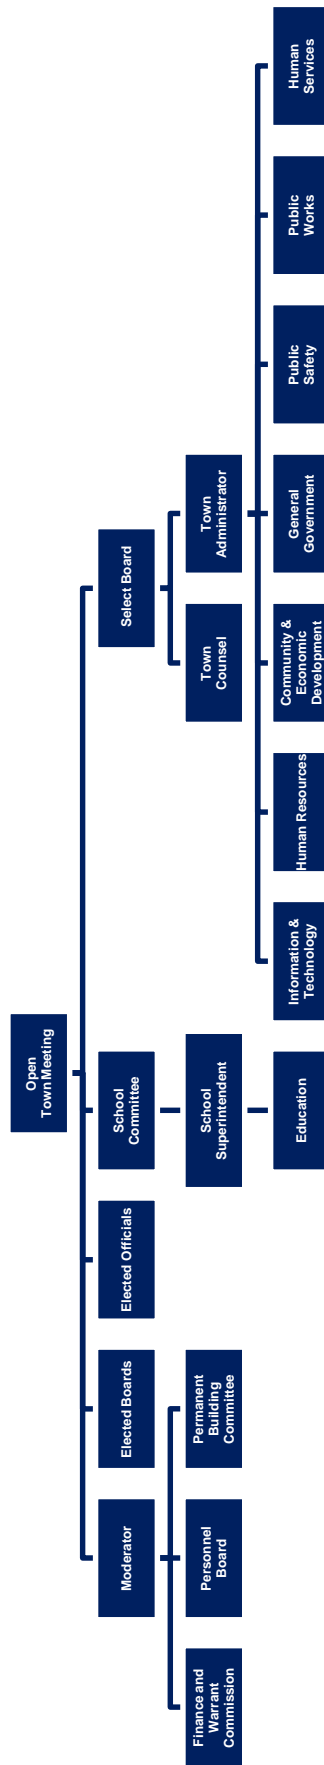 Open
Town Meeting
Moderator
Elected Boards
Elected Officials
School
Committee
Select Board
Finance and
Warrant
Commission
Personnel
Board
Permanent
Building
Committee
School
Superintendent
Town
Counsel
Town
Administrator
Education
Information &
Technology
Human Resources
Community &
Economic
Development
General
Government
Public
Safety
Public
Works
Human
Services